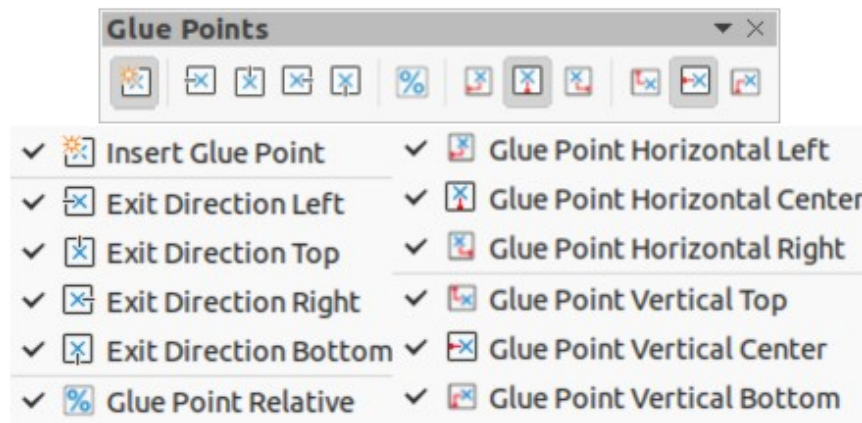 Glue Points
Insert Glue Point
Exit Direction Left
Exit Direction Top
Exit Direction Right
Exit Direction Bottom
% Glue Point Relative
Glue Point Horizontal Left
Glue Point Horizontal Center
Glue Point Horizontal Right
Glue Point Vertical Top
Glue Point Vertical Center
Glue Point Vertical Bottom